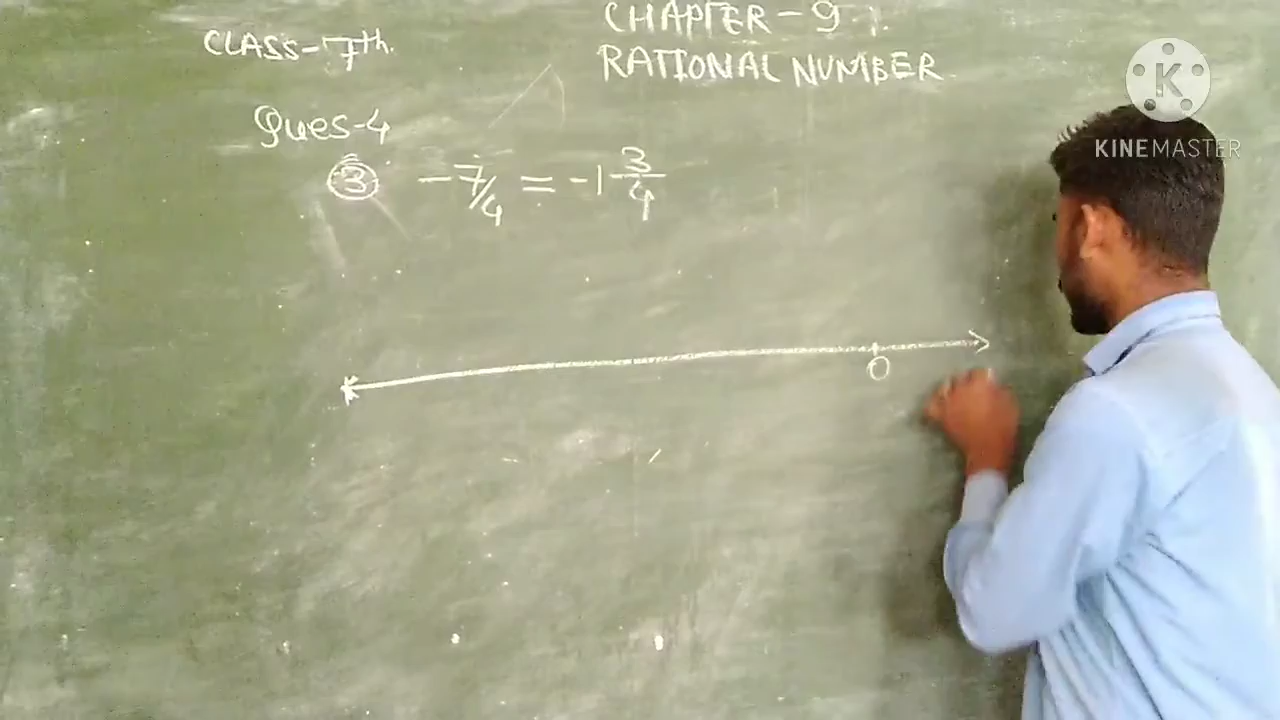 CLASS-7th.
CHAPTER-9
RATIONAL NUMBER
Ques-4
3 -7/4 = -1 3/4
0
K
KINEMASTER